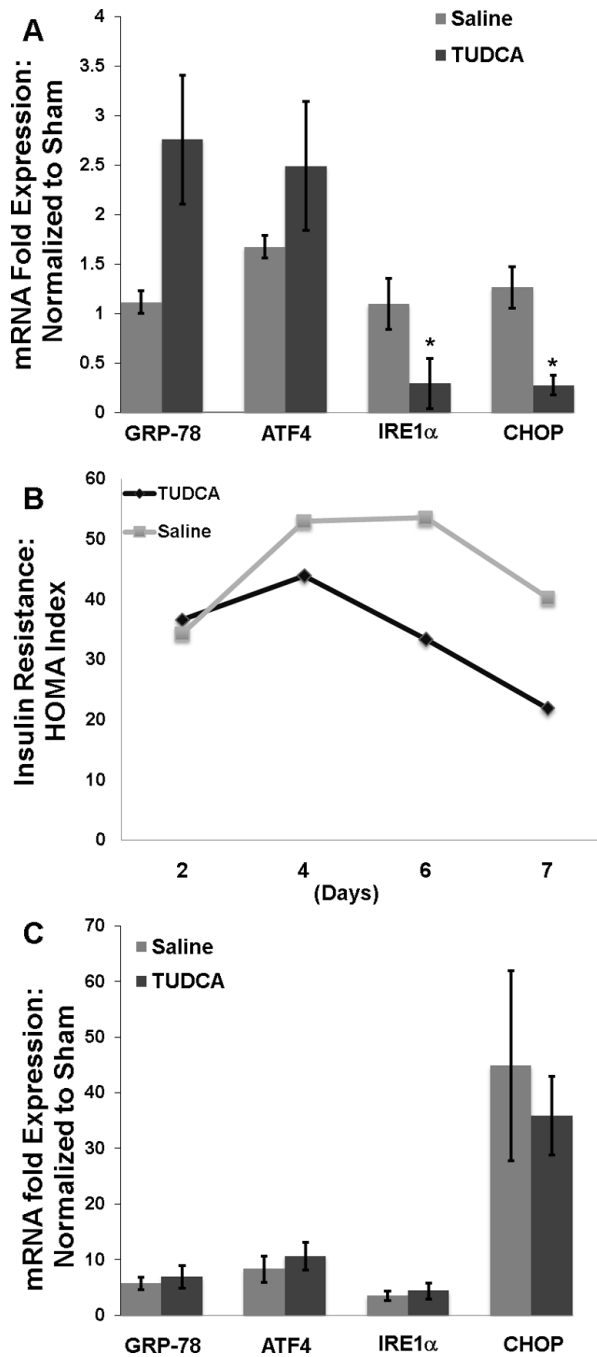 A
Saline
TUDCA
mRNA Fold Expression:
Normalized to Sham
4
3.5
3
2.5
2
1.5
1
0.5
0
*
*
GRP-78 ATF4 IRE1α CHOP
B
TUDCA
Saline
Insulin Resistance:
HOMA Index
60
50
40
30
20
10
0
2 4 6 7
(Days)
C
Saline
TUDCA
mRNA fold Expression:
Normalized to Sham
70
60
50
40
30
20
10
0
GRP-78 ATF4 IRE1α CHOP